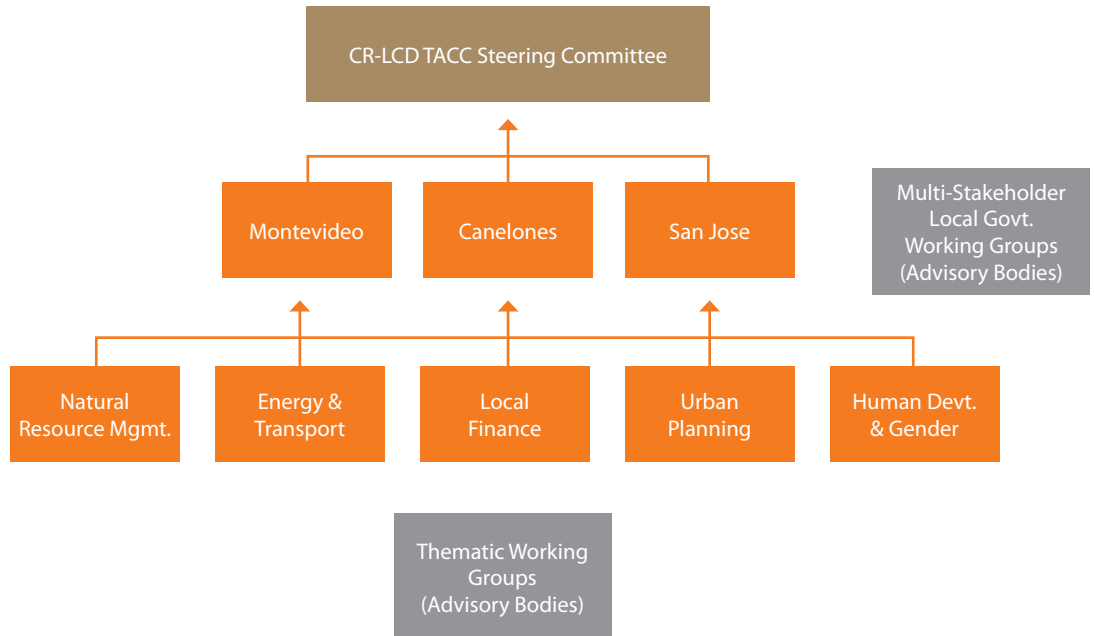 CR-LCD TACC Steering Committee
Montevideo
Canelones
San Jose
Multi-Stakeholder
Local Govt.
Working Groups
(Advisory Bodies)
Natural
Resource Mgmt.
Energy &
Transport
Local
Finance
Urban
Planning
Human Devt.
& Gender
Thematic Working
Groups
(Advisory Bodies)